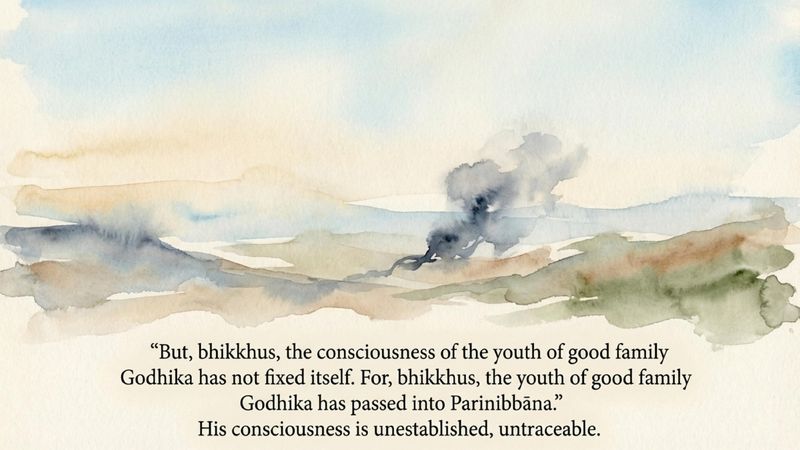 “But, bhikkhus, the consciousness of the youth of good family
Godhika has not fixed itself. For, bhikkhus, the youth of good family
Godhika has passed into Parinibbāna.”
His consciousness is unestablished, untraceable.